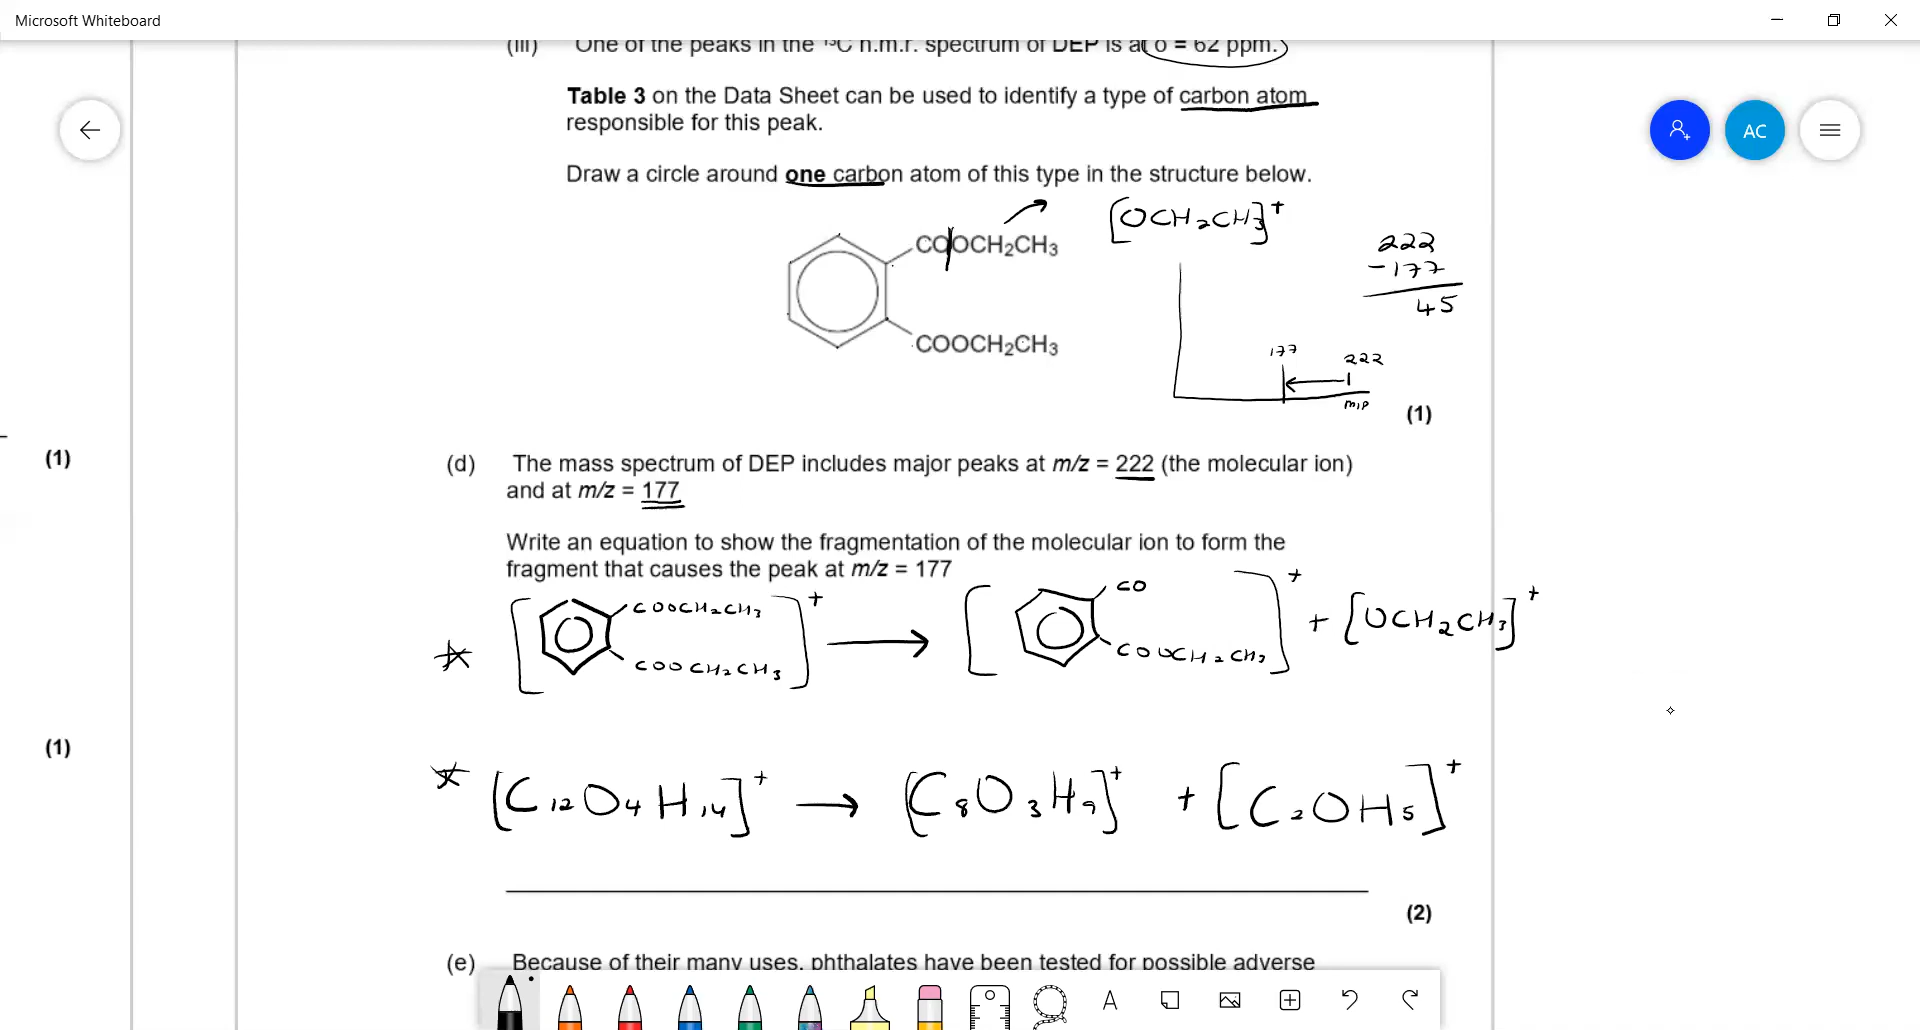 Microsoft Whiteboard
(iii) One of the peaks in the ¹³C n.m.r. spectrum of DEP is at δ = 62 ppm.
Table 3 on the Data Sheet can be used to identify a type of carbon atom
responsible for this peak.
Draw a circle around one carbon atom of this type in the structure below.
AC
[OCH₂CH₃]⁺
COOCH₂CH₃
222
-177
45
COOCH₂CH₃
177
222
mip
(1)
(1)
(d) The mass spectrum of DEP includes major peaks at m/z = 222 (the molecular ion)
and at m/z = 177
Write an equation to show the fragmentation of the molecular ion to form the
fragment that causes the peak at m/z = 177
[COOCH₂CH₃ COOCH₂CH₃]⁺ → [CO COOCH₂CH₃]⁺ + [OCH₂CH₃]⁺
(1)
[C₁₂O₄H₁₄]⁺ → [C₈O₃H₉]⁺ + [C₂OH₅]⁺
(2)
(e) Because of their many uses, phthalates have been tested for possible adverse
A